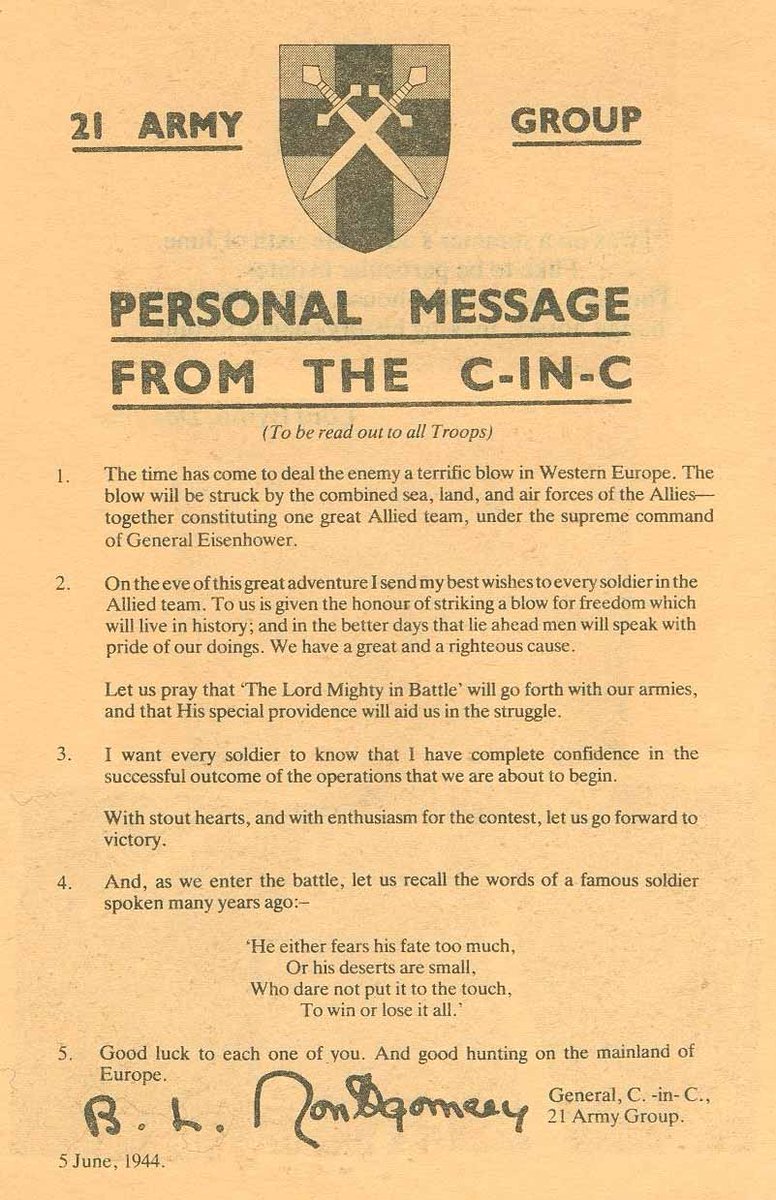 21 ARMY GROUP
PERSONAL MESSAGE
FROM THE C-IN-C
(To be read out to all Troops)
1. The time has come to deal the enemy a terrific blow in Western Europe. The
blow will be struck by the combined sea, land, and air forces of the Allies—
together constituting one great Allied team, under the supreme command
of General Eisenhower.
2. On the eve of this great adventure I send my best wishes to every soldier in the
Allied team. To us is given the honour of striking a blow for freedom which
will live in history; and in the better days that lie ahead men will speak with
pride of our doings. We have a great and a righteous cause.
Let us pray that ‘The Lord Mighty in Battle’ will go forth with our armies,
and that His special providence will aid us in the struggle.
3. I want every soldier to know that I have complete confidence in the
successful outcome of the operations that we are about to begin.
With stout hearts, and with enthusiasm for the contest, let us go forward to
victory.
4. And, as we enter the battle, let us recall the words of a famous soldier
spoken many years ago:–
‘He either fears his fate too much,
Or his deserts are small,
Who dare not put it to the touch,
To win or lose it all.’
5. Good luck to each one of you. And good hunting on the mainland of
Europe.
B. L. Montgomery
General, C. -in- C.,
21 Army Group.
5 June, 1944.